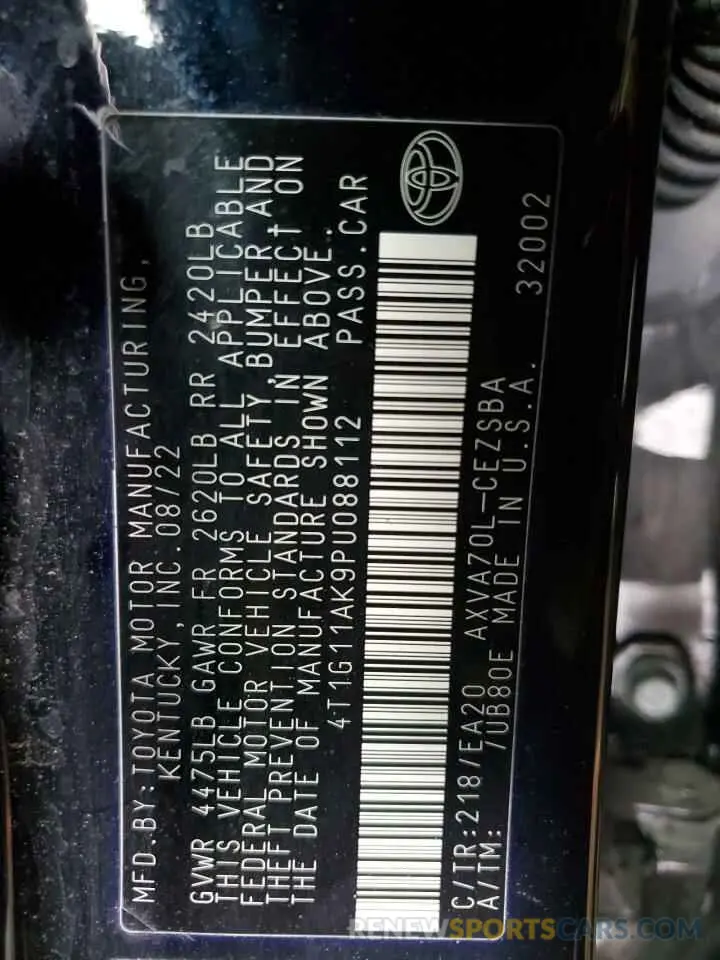 MFD.BY:TOYOTA MOTOR MANUFACTURING,
KENTUCKY,INC.08/22
GVWR 4475LB GAWR FR 2620LB RR 2420LB
THIS VEHICLE CONFORMS TO ALL APPLICABLE
FEDERAL MOTOR VEHICLE SAFETY,BUMPER,AND
THEFT PREVENTION STANDARDS IN EFFECT ON
THE DATE OF MANUFACTURE SHOWN ABOVE.
4T1G11AK9PU088112 PASS.CAR
C/TR:218/EA20 AXVA70L-CEZSBA
A/TM: /UB80E MADE IN U.S.A. 32002
RENEWSPORTSCARS.COM